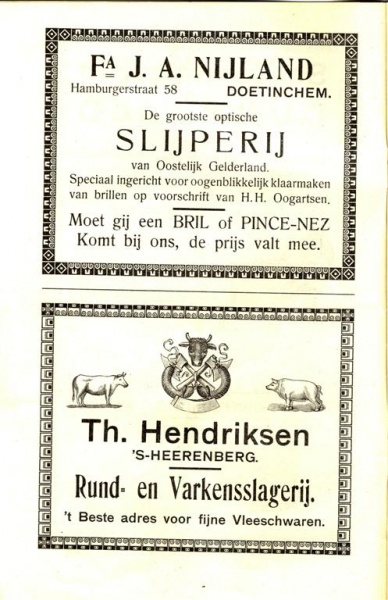 FA J. A. NIJLAND
Hamburgerstraat 58 DOETINCHEM.
De grootste optische
SLIJPERIJ
van Oostelijk Gelderland.
Speciaal ingericht voor oogenblikkelijk klaarmaken
van brillen op voorschrift van H.H. Oogartsen.
Moet gij een BRIL of PINCE-NEZ
Komt bij ons, de prijs valt mee.
Th. Hendriksen
'S-HEERENBERG.
Rund- en Varkensslagerij.
't Beste adres voor fijne Vleeschwaren.